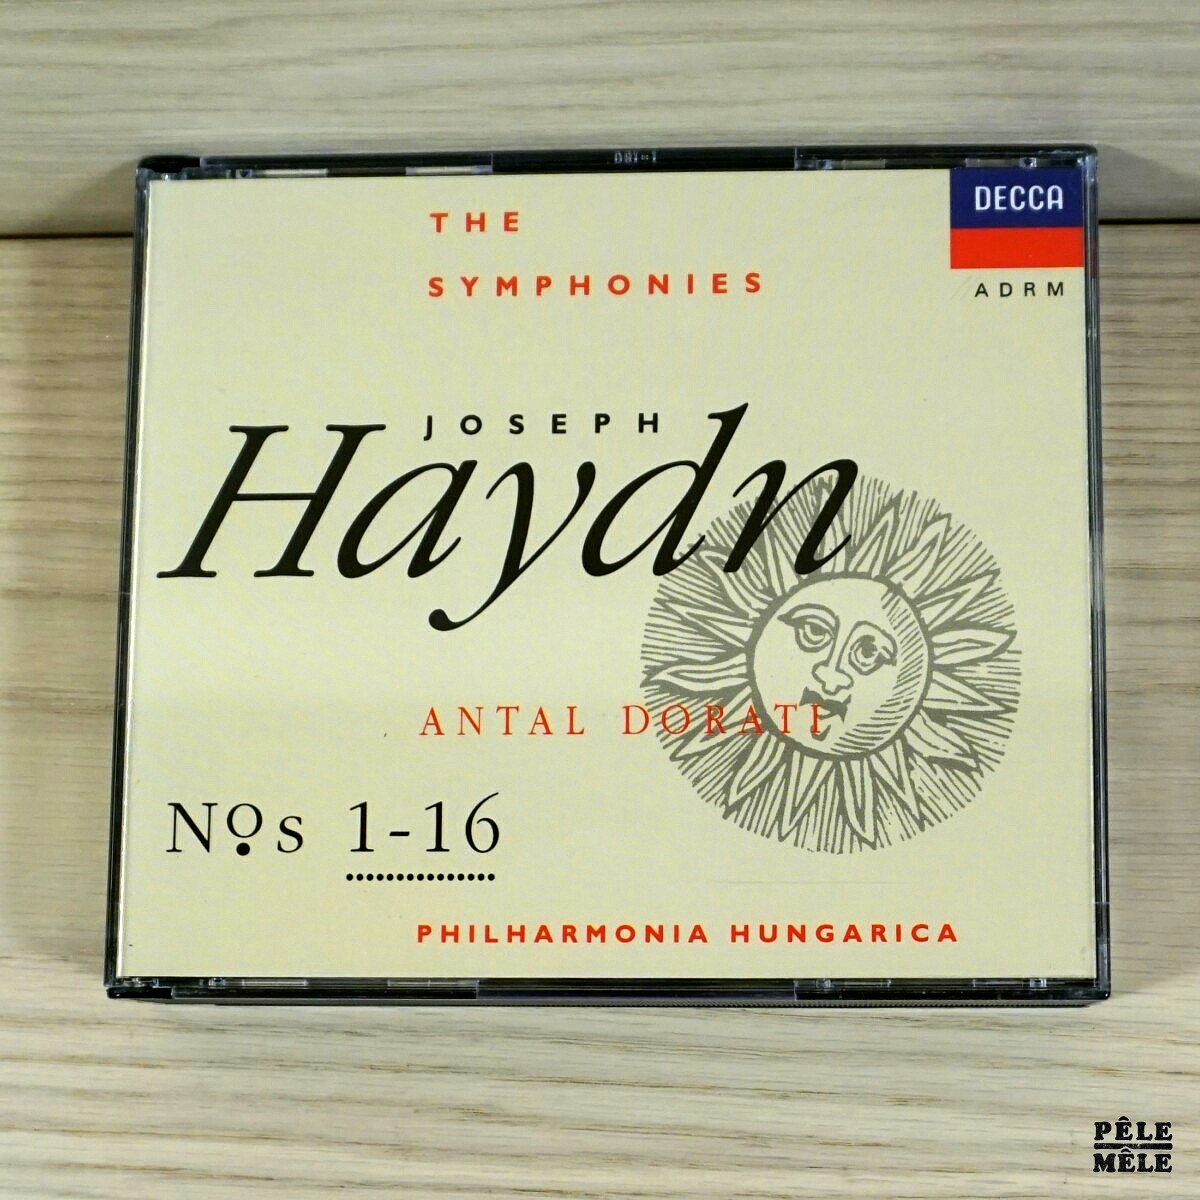 THE
SYMPHONIES
DECCA
ADRM
JOSEPH
Haydn
ANTAL DORATI
Nos 1-16
PHILHARMONIA HUNGARICA
PÊLE
MÊLE